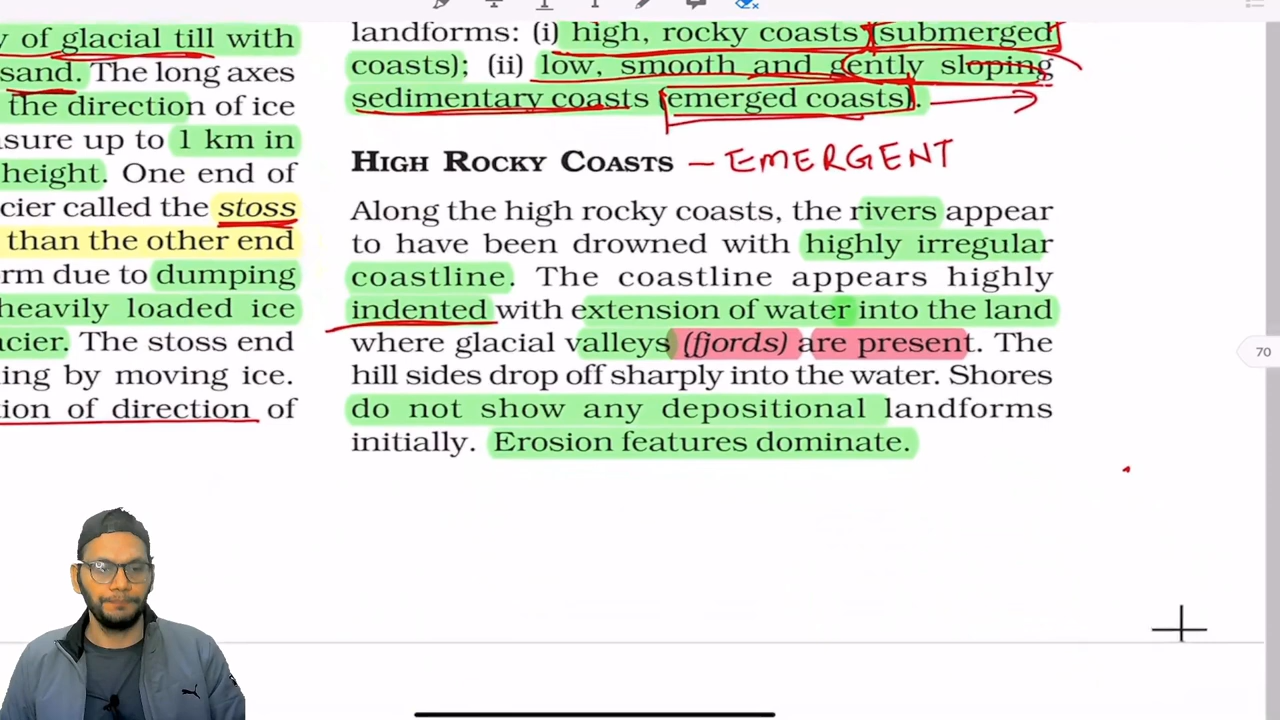 y of glacial till with
sand. The long axes
the direction of ice
sure up to 1 km in
height. One end of
cier called the stoss
than the other end
rm due to dumping
heavily loaded ice
acier. The stoss end
ing by moving ice.
ion of direction of
landforms: (i) high, rocky coasts (submerged
coasts); (ii) low, smooth and gently sloping
sedimentary coasts (emerged coasts).
HIGH ROCKY COASTS – EMERGENT
Along the high rocky coasts, the rivers appear
to have been drowned with highly irregular
coastline. The coastline appears highly
indented with extension of water into the land
where glacial valleys (fjords) are present. The
hill sides drop off sharply into the water. Shores
do not show any depositional landforms
initially. Erosion features dominate.
70